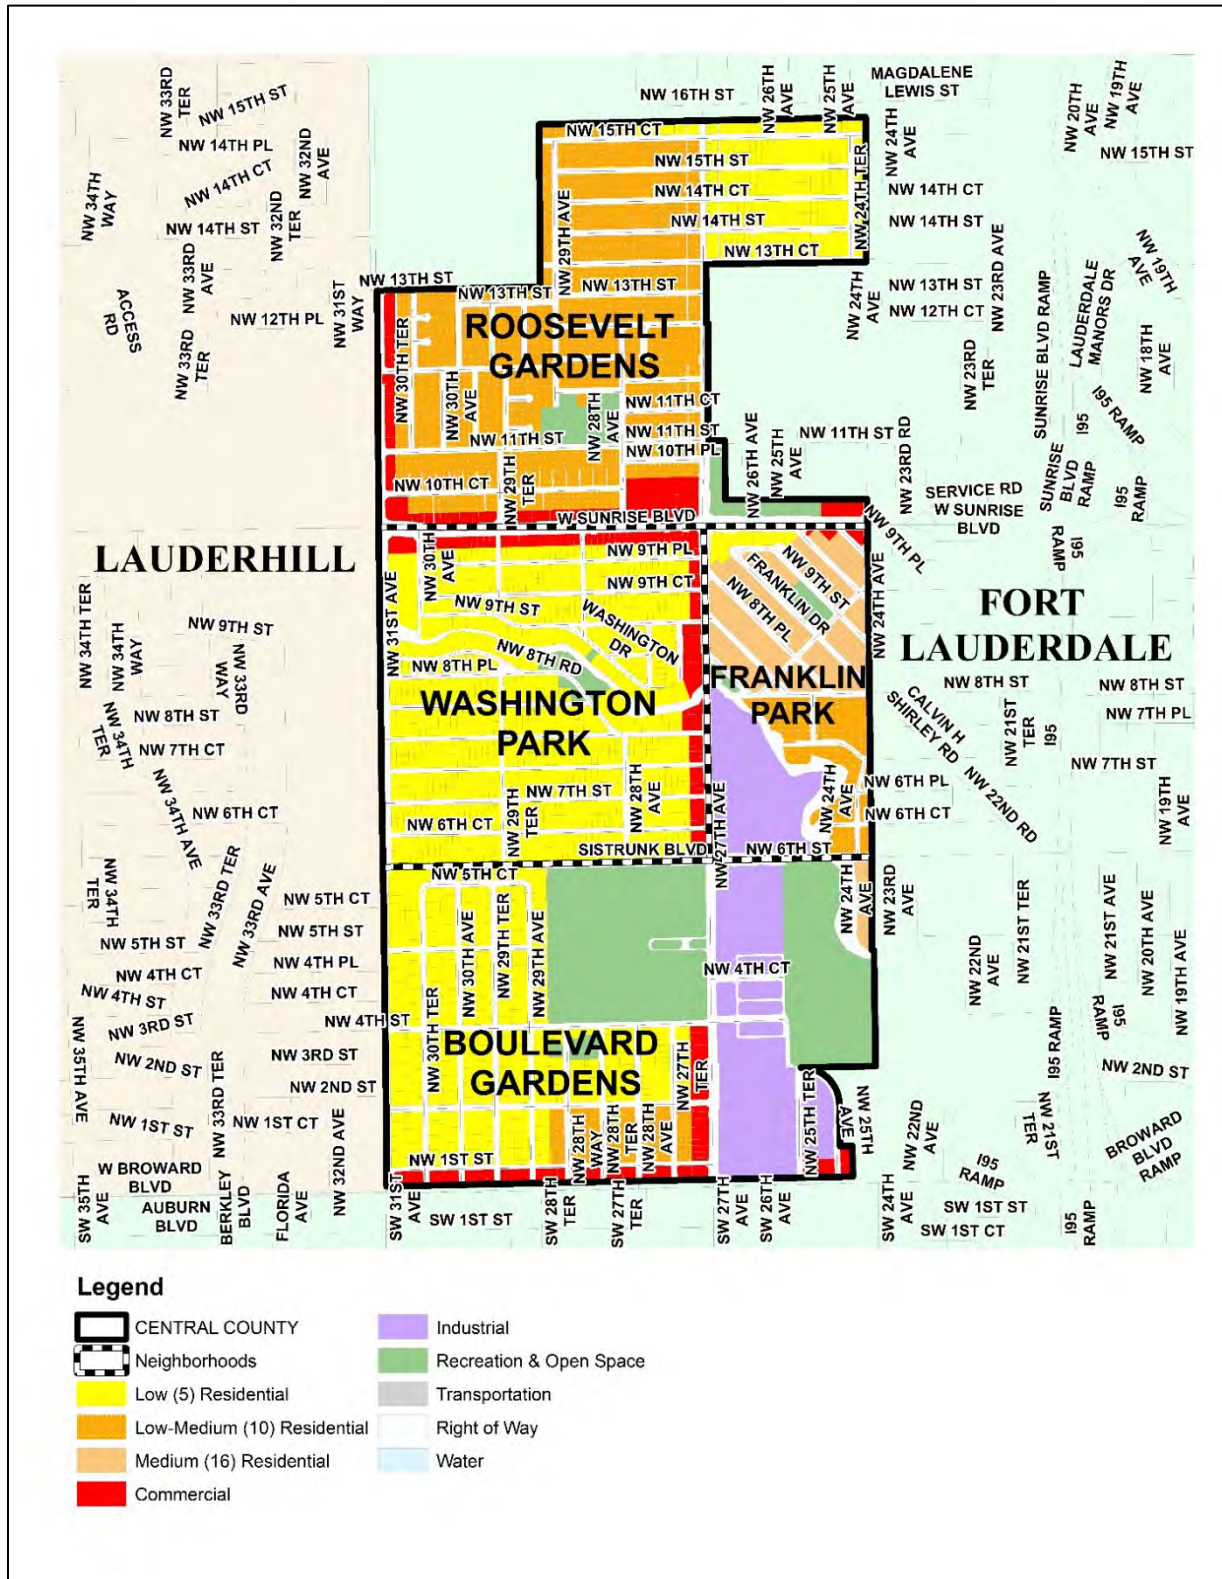 MAGDALENE
LEWIS ST
NW 16TH ST
NW 26TH
AVE
NW 25TH
AVE
NW 33RD
TER
NW 15TH ST
NW 14TH PL
NW 14TH CT
NW 32ND
AVE
NW 34TH
WAY
NW 14TH ST
NW 32ND
TER
NW 33RD
AVE
ACCESS
RD
NW 12TH PL
NW 31ST
WAY
NW 33RD
TER
NW 15TH CT
NW 15TH ST
NW 14TH CT
NW 14TH ST
NW 13TH CT
NW 29TH AVE
NW 24TH TER
NW 24TH
AVE
NW 20TH
AVE
NW 19TH
AVE
NW 15TH ST
NW 14TH CT
NW 14TH ST
NW 13TH ST
NW 12TH CT
NW 24TH
AVE
NW 23RD AVE
NW 23RD
TER
SUNRISE BLVD RAMP
LAUDERDALE
MANORS DR
NW 19TH
AVE
NW 18TH
AVE
I95
I95 RAMP
NW 13TH ST
NW 13TH ST
NW 13TH ST
ROOSEVELT
GARDENS
NW 30TH TER
NW 30TH
AVE
NW 28TH
AVE
NW 11TH CT
NW 11TH ST
NW 11TH ST
NW 10TH PL
NW 10TH CT
NW 29TH
TER
NW 26TH AVE
NW 25TH
AVE
NW 11TH ST RD
NW 23RD
SERVICE RD
W SUNRISE
BLVD
SUNRISE
BLVD
RAMP
I95
RAMP
I95
RAMP
W SUNRISE BLVD
NW 9TH PL
LAUDERHILL
NW 31ST AVE
NW 30TH
AVE
NW 9TH PL
NW 9TH CT
NW 9TH ST
WASHINGTON
DR
NW 8TH RD
NW 8TH PL
WASHINGTON
PARK
NW 9TH ST
FRANKLIN DR
NW 8TH PL
NW 24TH AVE
FRANKLIN
PARK
FORT
LAUDERDALE
NW 34TH TER
NW 34TH
WAY
NW 9TH ST
NW 33RD
WAY
NW 34TH
TER
NW 8TH ST
NW 7TH CT
NW 34TH AVE
NW 6TH CT
NW 8TH ST
NW 8TH ST
NW 7TH PL
CALVIN H
SHIRLEY RD
NW 21ST
TER
I95
NW 7TH ST
NW 22ND RD
NW 19TH
AVE
NW 7TH ST
NW 28TH
AVE
NW 29TH
TER
NW 6TH CT
SISTRUNK BLVD
NW 27TH AVE
NW 24TH
AVE
NW 6TH PL
NW 6TH CT
NW 6TH ST
NW 34TH
TER
NW 33RD TER
NW 33RD AVE
NW 5TH CT
NW 5TH ST
NW 5TH ST
NW 4TH CT
NW 4TH PL
NW 4TH ST
NW 4TH CT
NW 3RD ST
NW 4TH ST
NW 2ND ST
NW 3RD ST
NW 2ND ST
NW 35TH AVE
NW 33RD TER
NW 1ST ST
NW 1ST CT
NW 32ND AVE
NW 5TH CT
NW 30TH AVE
NW 29TH TER
NW 29TH AVE
NW 30TH TER
NW 4TH CT
NW 24TH
AVE
NW 23RD
AVE
NW 22ND
AVE
NW 21ST TER
NW 21ST AVE
NW 20TH AVE
NW 19TH AVE
I95
RAMP
I95 RAMP
NW 2ND ST
BOULEVARD
GARDENS
NW 27TH
TER
NW 1ST ST
NW 28TH
WAY
NW 28TH
TER
NW 28TH
AVE
NW 25TH TER
NW 25TH
AVE
NW 22ND
AVE
NW 21ST
TER
I95
RAMP
BROWARD
BLVD
RAMP
W BROWARD
BLVD
SW 35TH
AVE
AUBURN
BLVD
BERKLEY
BLVD
FLORIDA
AVE
SW 31ST
AVE
SW 1ST ST
SW 28TH
TER
SW 27TH
TER
SW 27TH
AVE
SW 26TH
AVE
SW 24TH
AVE
SW 1ST ST
SW 1ST CT
I95
RAMP
Legend
CENTRAL COUNTY
Neighborhoods
Low (5) Residential
Low-Medium (10) Residential
Medium (16) Residential
Commercial
Industrial
Recreation & Open Space
Transportation
Right of Way
Water